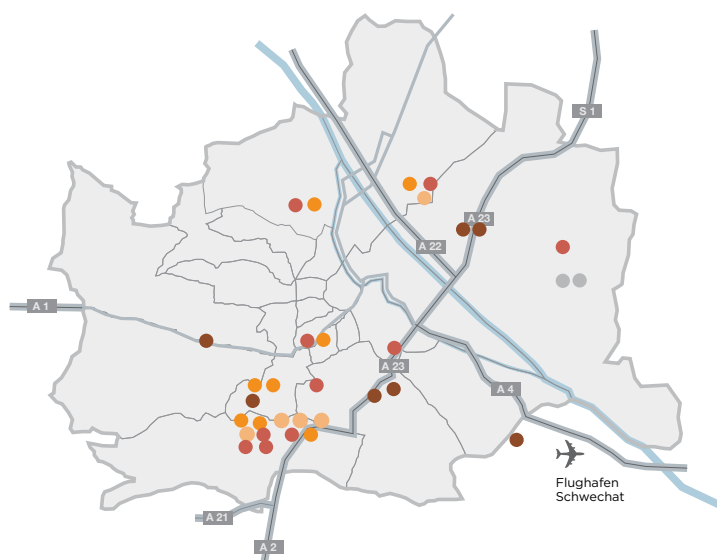 S 1
A 23
A 22
A 1
A 23
A 4
Flughafen
Schwechat
A 21
A 2